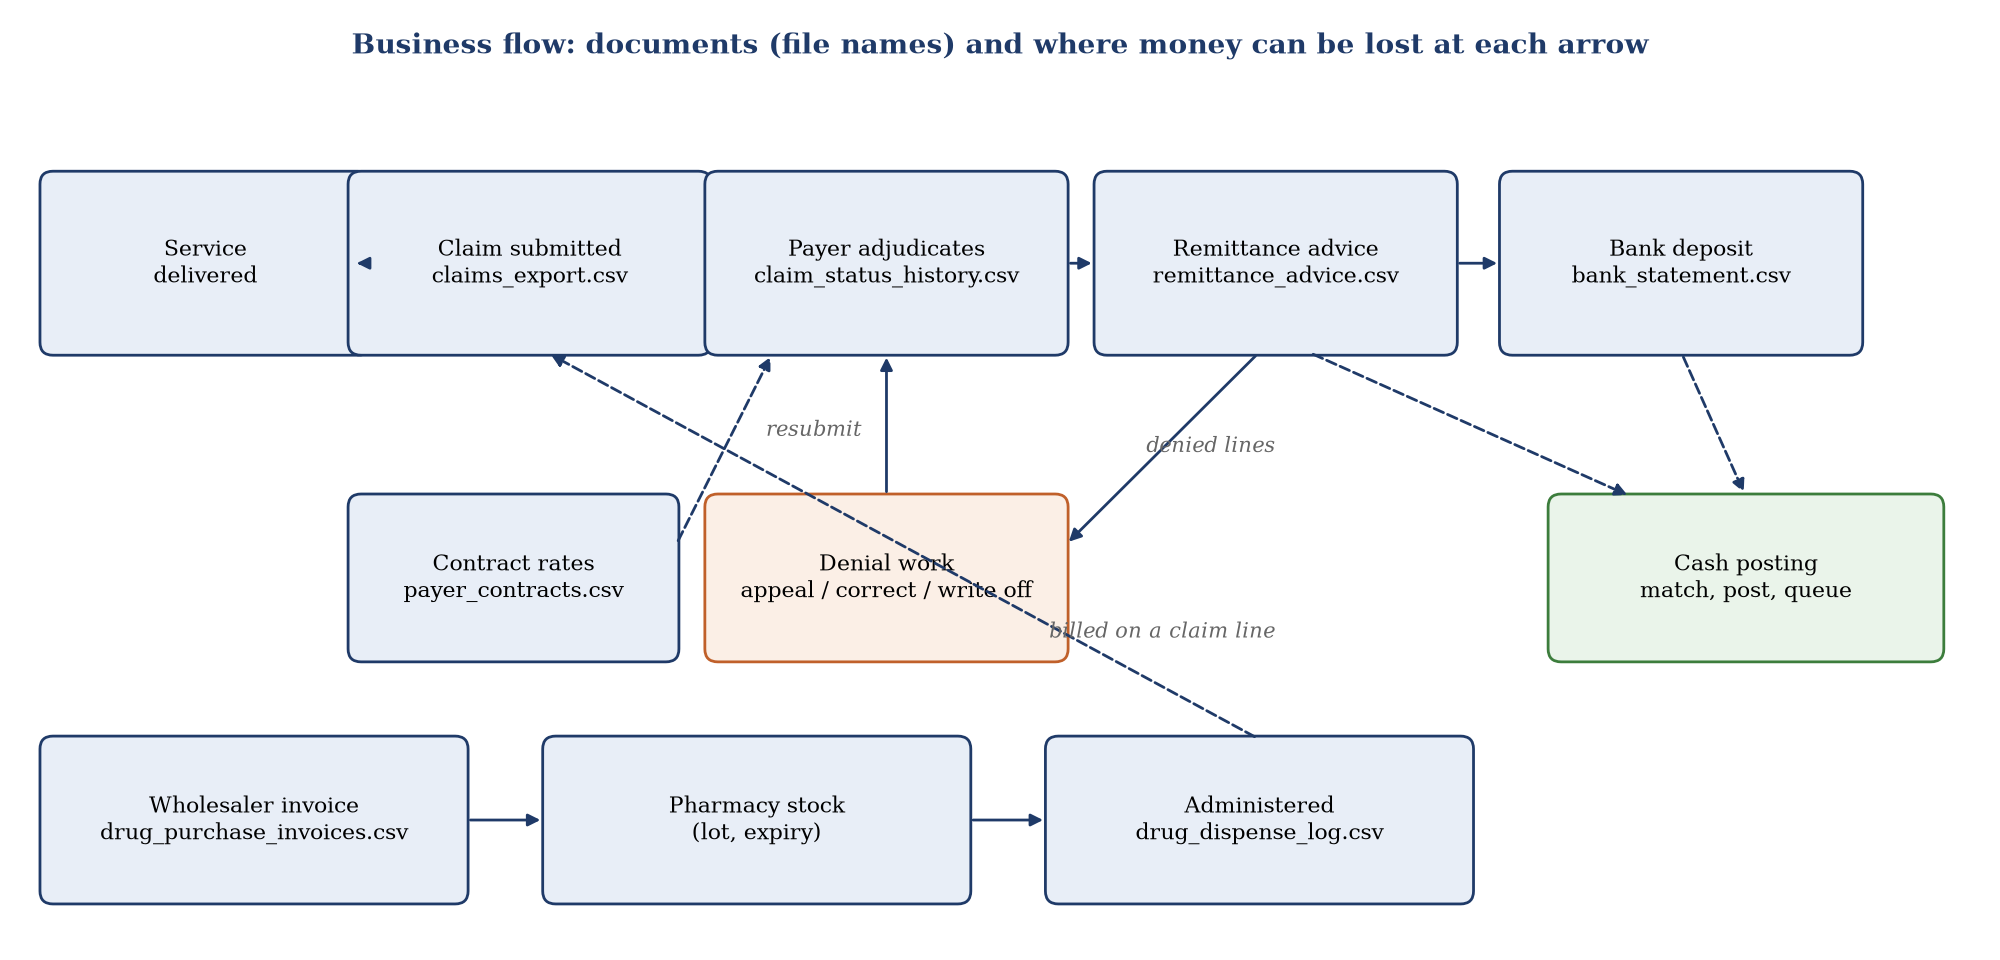 Business flow: documents (file names) and where money can be lost at each arrow
Service
delivered
Claim submitted
claims_export.csv
Payer adjudicates
claim_status_history.csv
Remittance advice
remittance_advice.csv
Bank deposit
bank_statement.csv
resubmit
denied lines
Contract rates
payer_contracts.csv
Denial work
appeal / correct / write off
Cash posting
match, post, queue
billed on a claim line
Wholesaler invoice
drug_purchase_invoices.csv
Pharmacy stock
(lot, expiry)
Administered
drug_dispense_log.csv